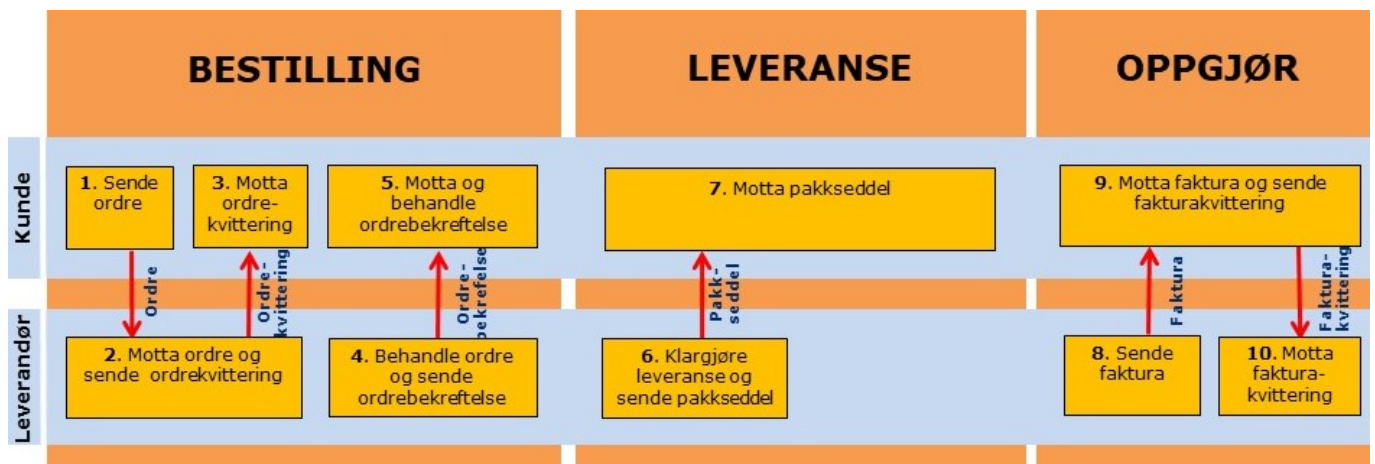 BESTILLING
LEVERANSE
OPPGJØR
Kunde
1. Sende
ordre
3. Motta
ordre-
kvittering
5. Motta og
behandle
ordrebekreftelse
7. Motta pakkseddel
9. Motta faktura og sende
fakturakvittering
Ordre
Ordre-
kvittering
Ordre-
bekrefelse
Pakk-
seddel
Faktura
Faktura-
kvittering
Leverandør
2. Motta ordre og
sende ordrekvittering
4. Behandle ordre
og sende
ordrebekreftelse
6. Klargjøre
leveranse og
sende pakkseddel
8. Sende
faktura
10. Motta
faktura-
kvittering